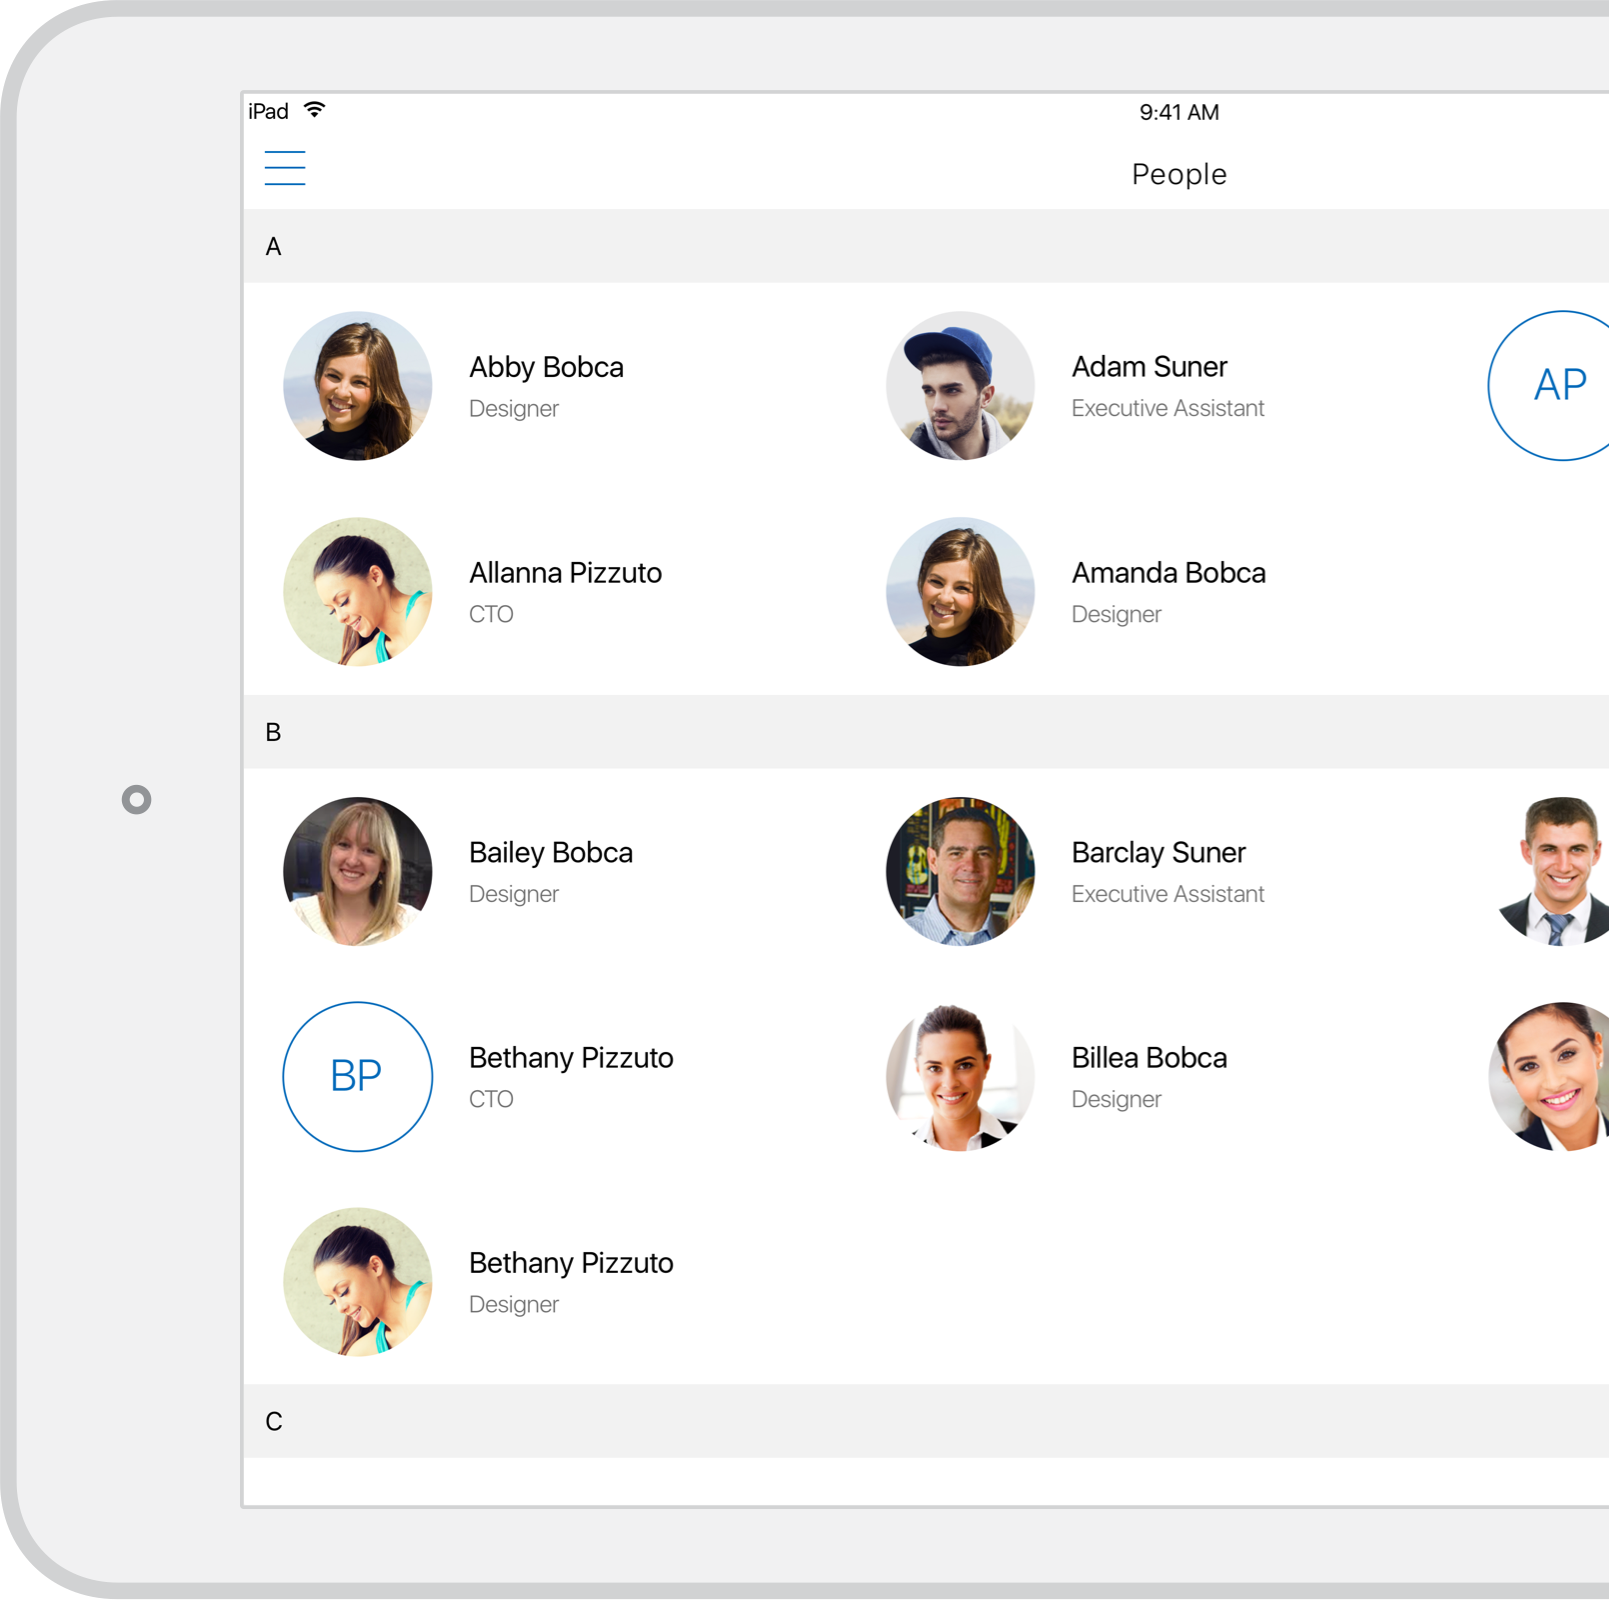 iPad
9:41 AM
People
A
Abby Bobca
Designer
Adam Suner
Executive Assistant
AP
Allanna Pizzuto
CTO
Amanda Bobca
Designer
B
Bailey Bobca
Designer
Barclay Suner
Executive Assistant
BP
Bethany Pizzuto
CTO
Billea Bobca
Designer
Bethany Pizzuto
Designer
C